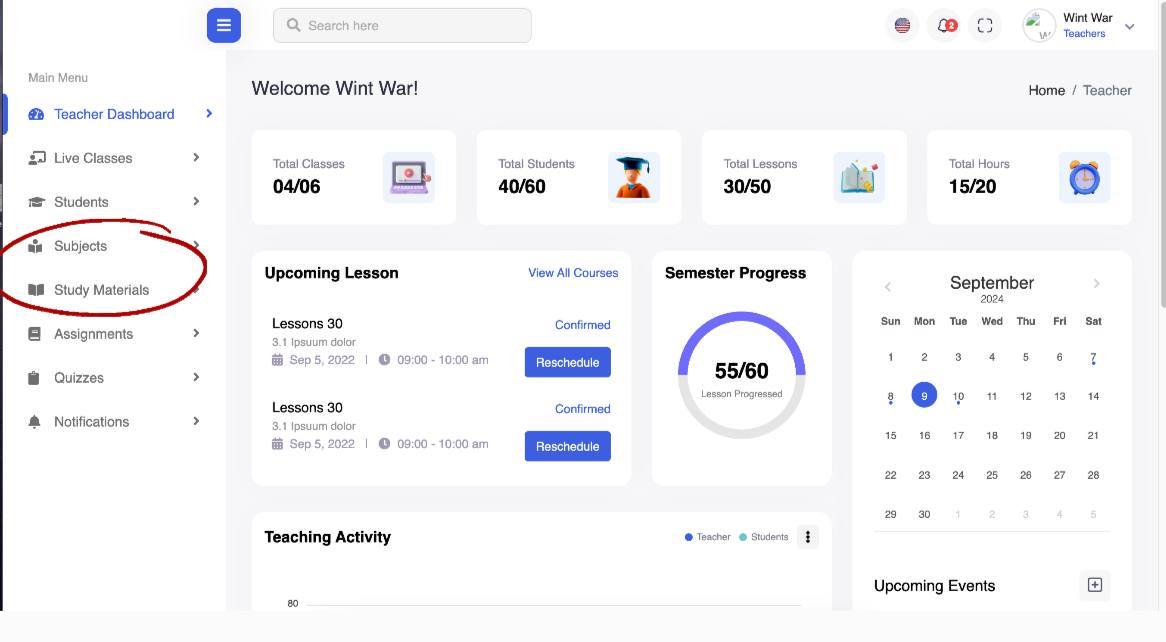 Search here
2
Wint War
Teachers
Main Menu
Teacher Dashboard
Live Classes
Students
Subjects
Study Materials
Assignments
Quizzes
Notifications
Welcome Wint War!
Home / Teacher
Total Classes
04/06
Total Students
40/60
Total Lessons
30/50
Total Hours
15/20
Upcoming Lesson
View All Courses
Lessons 30
Confirmed
3.1 Ipsuum dolor
Sep 5, 2022 | 09:00 - 10:00 am
Reschedule
Lessons 30
Confirmed
3.1 Ipsuum dolor
Sep 5, 2022 | 09:00 - 10:00 am
Reschedule
Semester Progress
55/60
Lesson Progressed
September
2024
Sun Mon Tue Wed Thu Fri Sat
1 2 3 4 5 6 7
8 9 10 11 12 13 14
15 16 17 18 19 20 21
22 23 24 25 26 27 28
29 30 1 2 3 4 5
Upcoming Events
Teaching Activity
Teacher Students
80